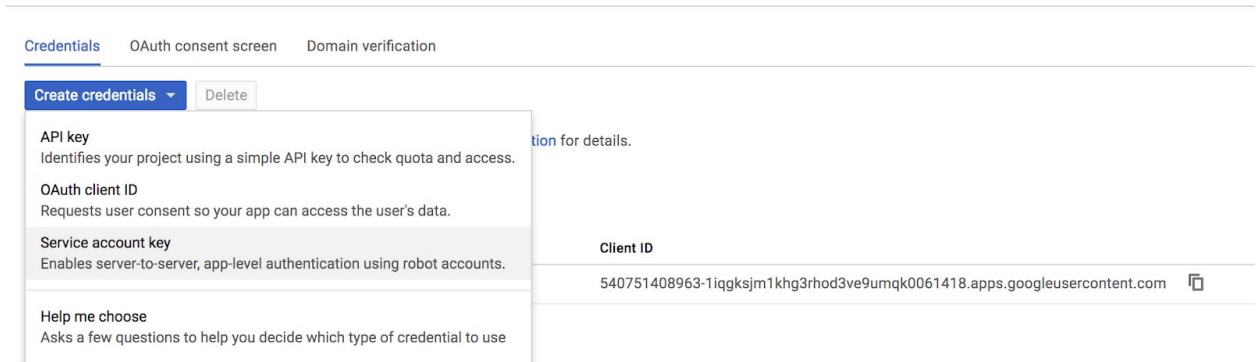 Credentials OAuth consent screen Domain verification
Create credentials Delete
API key
Identifies your project using a simple API key to check quota and access.
tion for details.
OAuth client ID
Requests user consent so your app can access the user's data.
Service account key
Enables server-to-server, app-level authentication using robot accounts.
Client ID
540751408963-1iqgksjm1khg3rhod3ve9umqk0061418.apps.googleusercontent.com
Help me choose
Asks a few questions to help you decide which type of credential to use